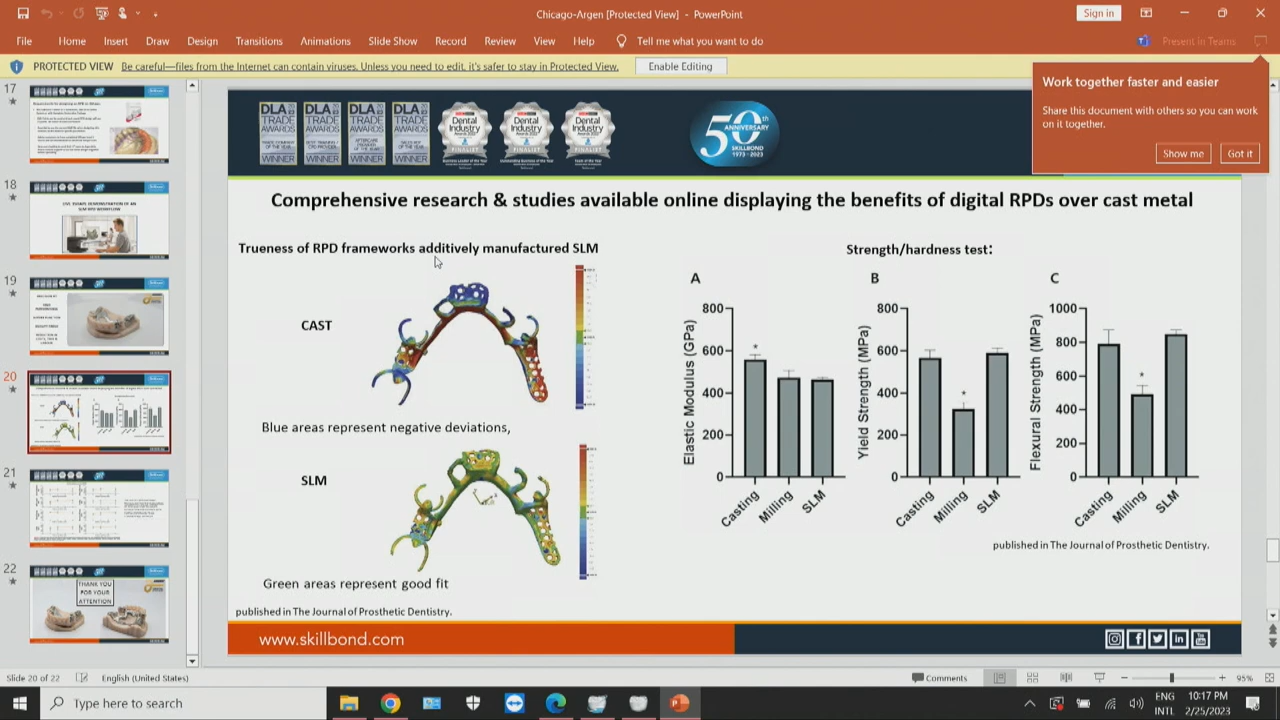 Chicago-Argen [Protected View] - PowerPoint
Sign in
File Home Insert Draw Design Transitions Animations Slide Show Record Review View Help Tell me what you want to do
Present in Teams
PROTECTED VIEW Be careful—files from the Internet can contain viruses. Unless you need to edit, it's safer to stay in Protected View. Enable Editing
Work together faster and easier
Share this document with others so you can work
on it together.
Show me Got it
17
18
19
20
21
22
THANK YOU
FOR YOUR
ATTENTION
DLA DLA DLA DLA
TRADE TRADE TRADE TRADE
AWARDS AWARDS AWARDS AWARDS
WINNER WINNER WINNER WINNER
Dental Dental Dental
Industry Industry Industry
FINALIST FINALIST FINALIST
50th
ANNIVERSARY
SKILLBOND
1973-2023
Comprehensive research & studies available online displaying the benefits of digital RPDs over cast metal
Trueness of RPD frameworks additively manufactured SLM
CAST
Blue areas represent negative deviations,
SLM
Green areas represent good fit
published in The Journal of Prosthetic Dentistry.
Strength/hardness test:
A
Elastic Modulus (GPa)
800
600
400
200
0
*
Casting Milling SLM
B
Yield Strength (MPa)
800
600
400
200
0
*
Casting Milling SLM
C
Flexural Strength (MPa)
1000
800
600
400
200
0
*
Casting Milling SLM
published in The Journal of Prosthetic Dentistry.
www.skillbond.com
Slide 20 of 22 English (United States)
Comments
95%
Type here to search
ENG
INTL
10:17 PM
2/25/2023